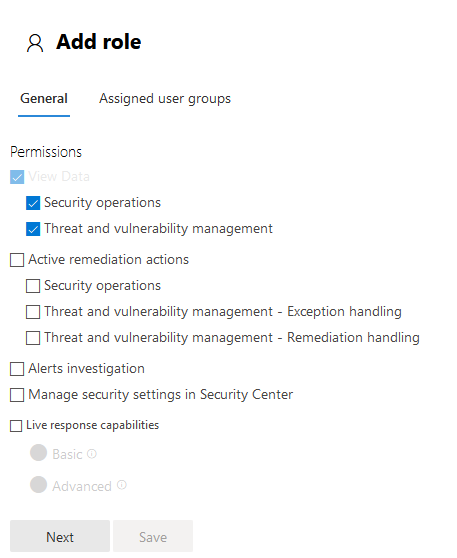 Add role
General Assigned user groups
Permissions
View Data
Security operations
Threat and vulnerability management
Active remediation actions
Security operations
Threat and vulnerability management - Exception handling
Threat and vulnerability management - Remediation handling
Alerts investigation
Manage security settings in Security Center
Live response capabilities
Basic
Advanced
Next Save